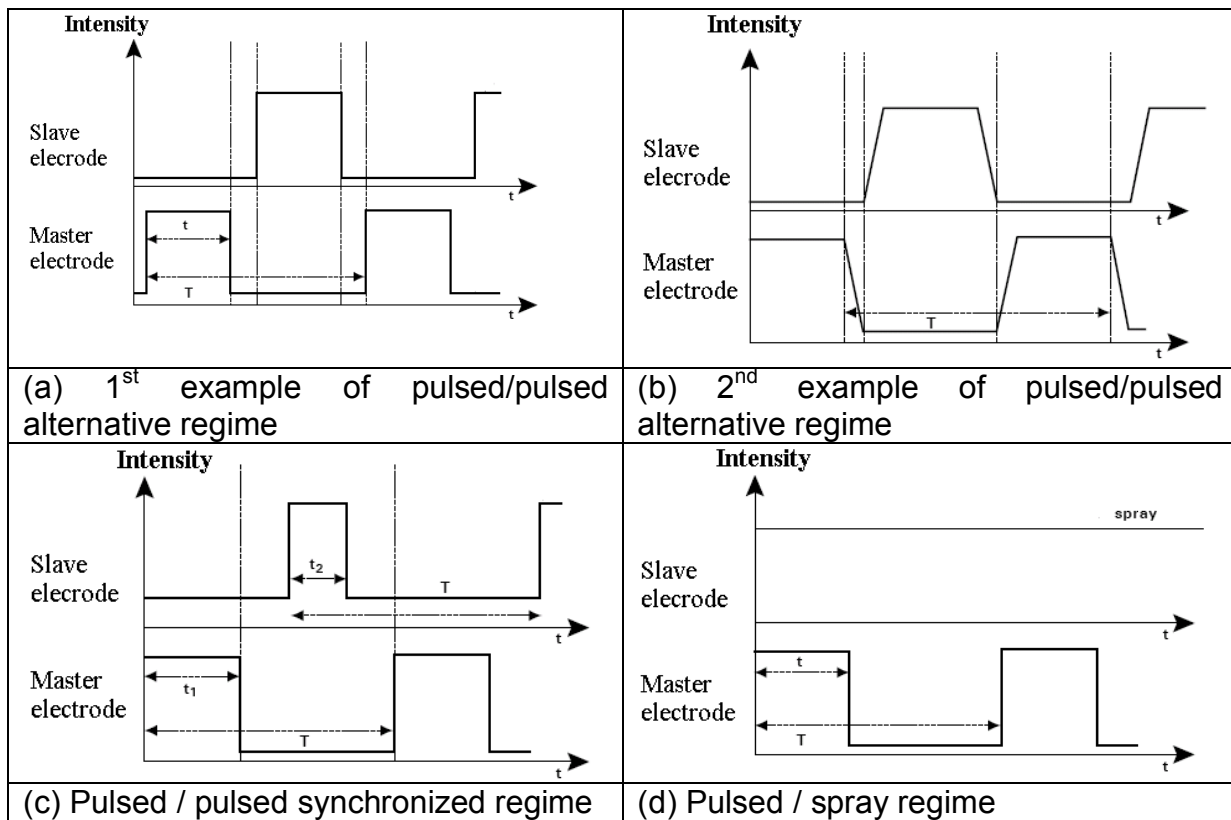 Intensity
Slave
elecrode
t
t
Master
electrode
T
t
(a) 1st example of pulsed/pulsed
alternative regime
Intensity
Slave
elecrode
t
Master
electrode
T
t
(b) 2nd example of pulsed/pulsed
alternative regime
Intensity
Slave
elecrode
t2
T
t
Master
electrode
t1
T
t
(c) Pulsed / pulsed synchronized regime
Intensity
spray
Slave
elecrode
t
t
Master
electrode
T
t
(d) Pulsed / spray regime